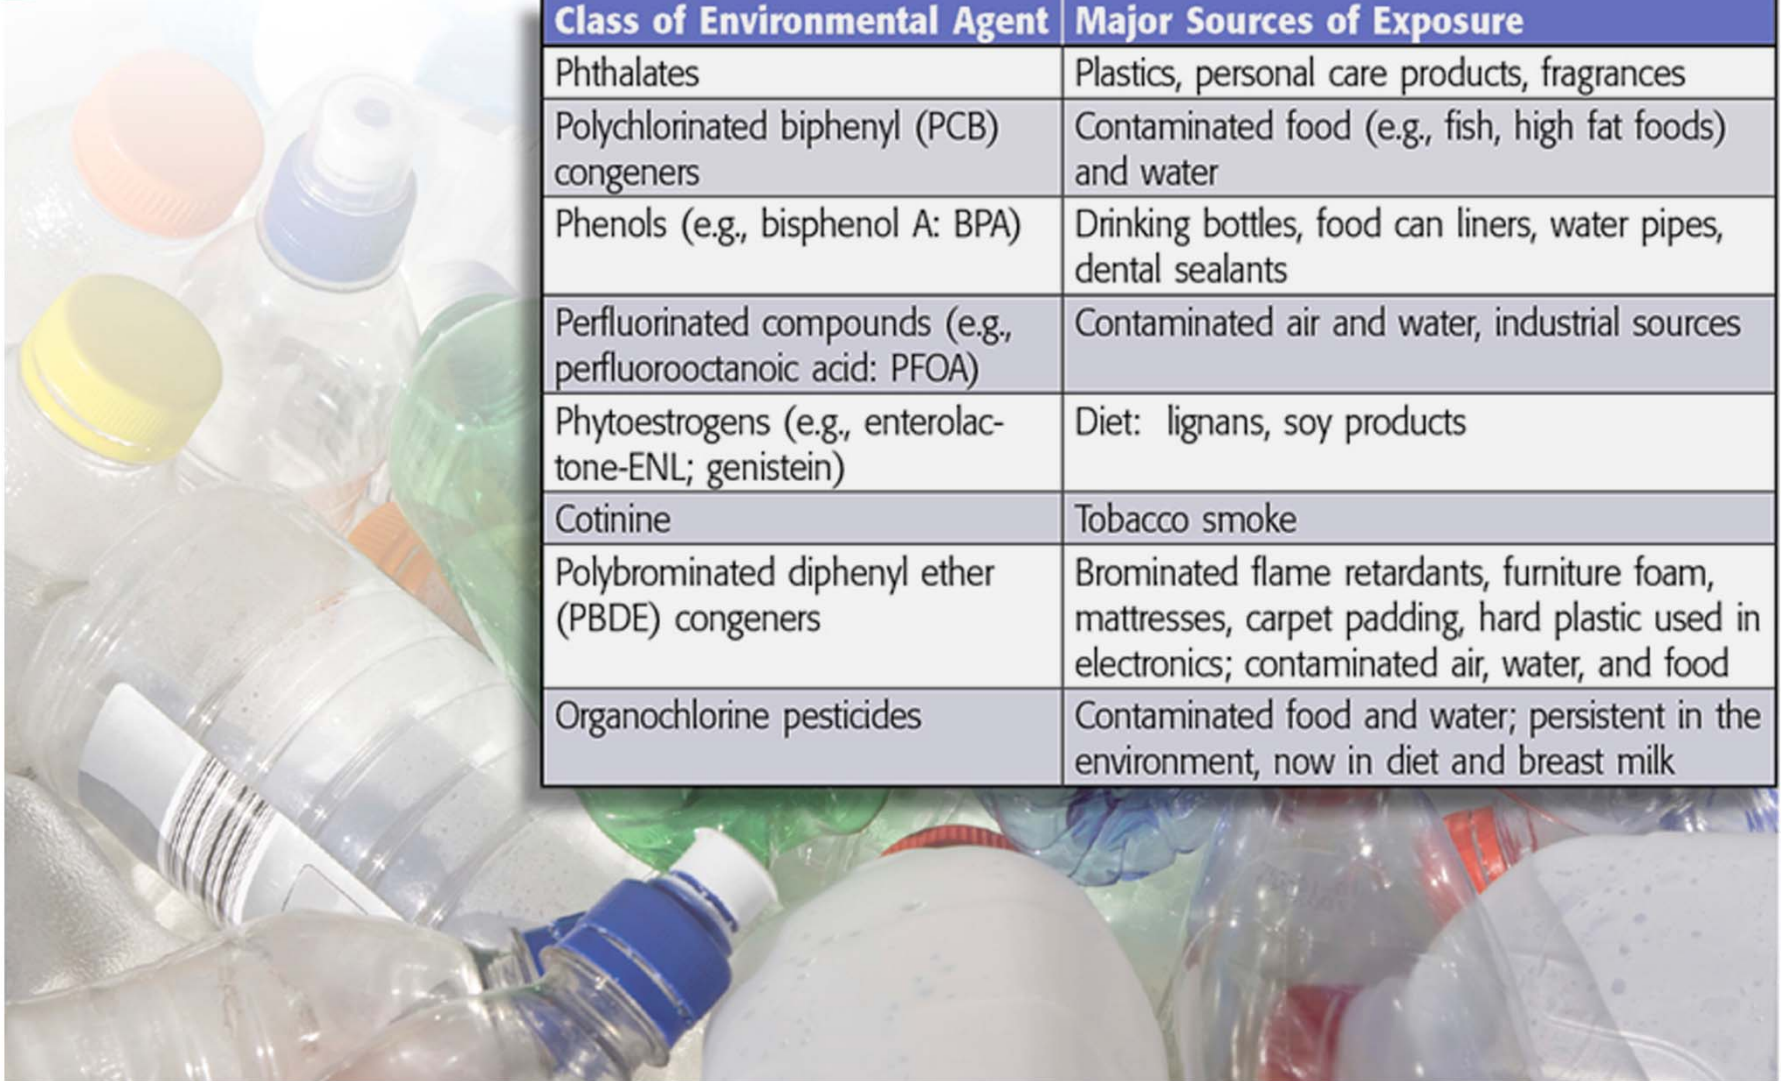 Class of Environmental Agent Major Sources of Exposure
Phthalates Plastics, personal care products, fragrances
Polychlorinated biphenyl (PCB) Contaminated food (e.g., fish, high fat foods)
congeners and water
Phenols (e.g., bisphenol A: BPA) Drinking bottles, food can liners, water pipes,
dental sealants
Perfluorinated compounds (e.g., Contaminated air and water, industrial sources
perfluorooctanoic acid: PFOA)
Phytoestrogens (e.g., enterolac- Diet: lignans, soy products
tone-ENL; genistein)
Cotinine Tobacco smoke
Polybrominated diphenyl ether Brominated flame retardants, furniture foam,
(PBDE) congeners mattresses, carpet padding, hard plastic used in
electronics; contaminated air, water, and food
Organochlorine pesticides Contaminated food and water; persistent in the
environment, now in diet and breast milk